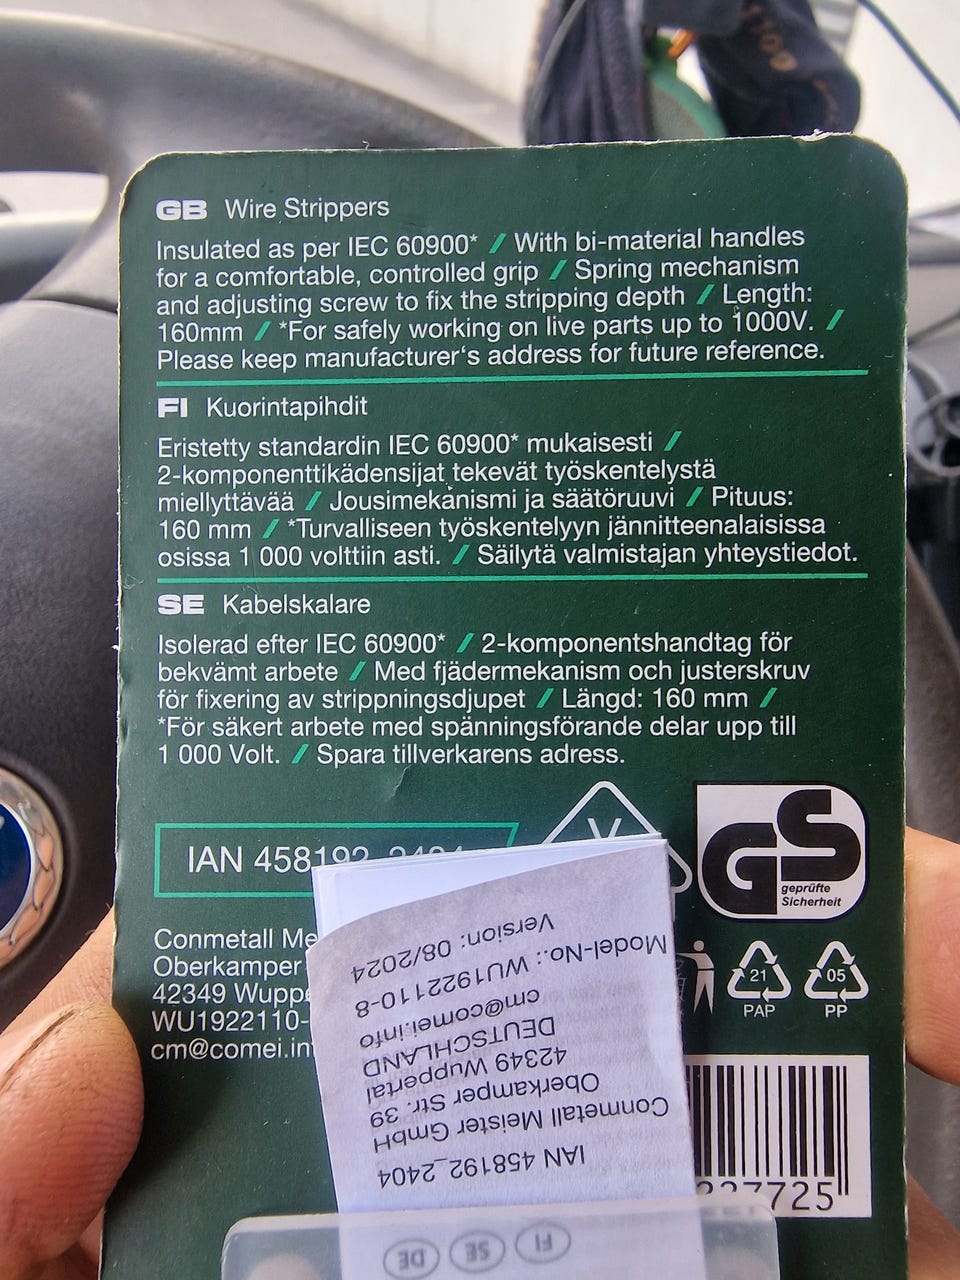 GB Wire Strippers
Insulated as per IEC 60900* / With bi-material handles
for a comfortable, controlled grip / Spring mechanism
and adjusting screw to fix the stripping depth / Length:
160mm / *For safely working on live parts up to 1000V. /
Please keep manufacturer‘s address for future reference.
FI Kuorintapihdit
Eristetty standardin IEC 60900* mukaisesti /
2-komponenttikädensijat tekevät työskentelystä
miellyttävää / Jousimekanismi ja säätöruuvi / Pituus:
160 mm / *Turvalliseen työskentelyyn jännitteenalaisissa
osissa 1 000 volttiin asti. / Säilytä valmistajan yhteystiedot.
SE Kabelskalare
Isolerad efter IEC 60900* / 2-komponentshandtag för
bekvämt arbete / Med fjädermekanism och justerskruv
för fixering av strippningsdjupet / Längd: 160 mm /
*För säkert arbete med spänningsförande delar upp till
1 000 Volt. / Spara tillverkarens adress.
IAN 458192_2404
V
GS
geprüfte
Sicherheit
Conmetall Me
Oberkamper
42349 Wuppe
WU1922110-
cm@comei.in
21
PAP
05
PP
37725
IAN 458192_2404
Conmetall Meister GmbH
Oberkamper Str. 39
42349 Wuppertal
DEUTSCHLAND
cm@comei.info
Model-No.: WU1922110-8
Version: 08/2024
FI
SE
DE